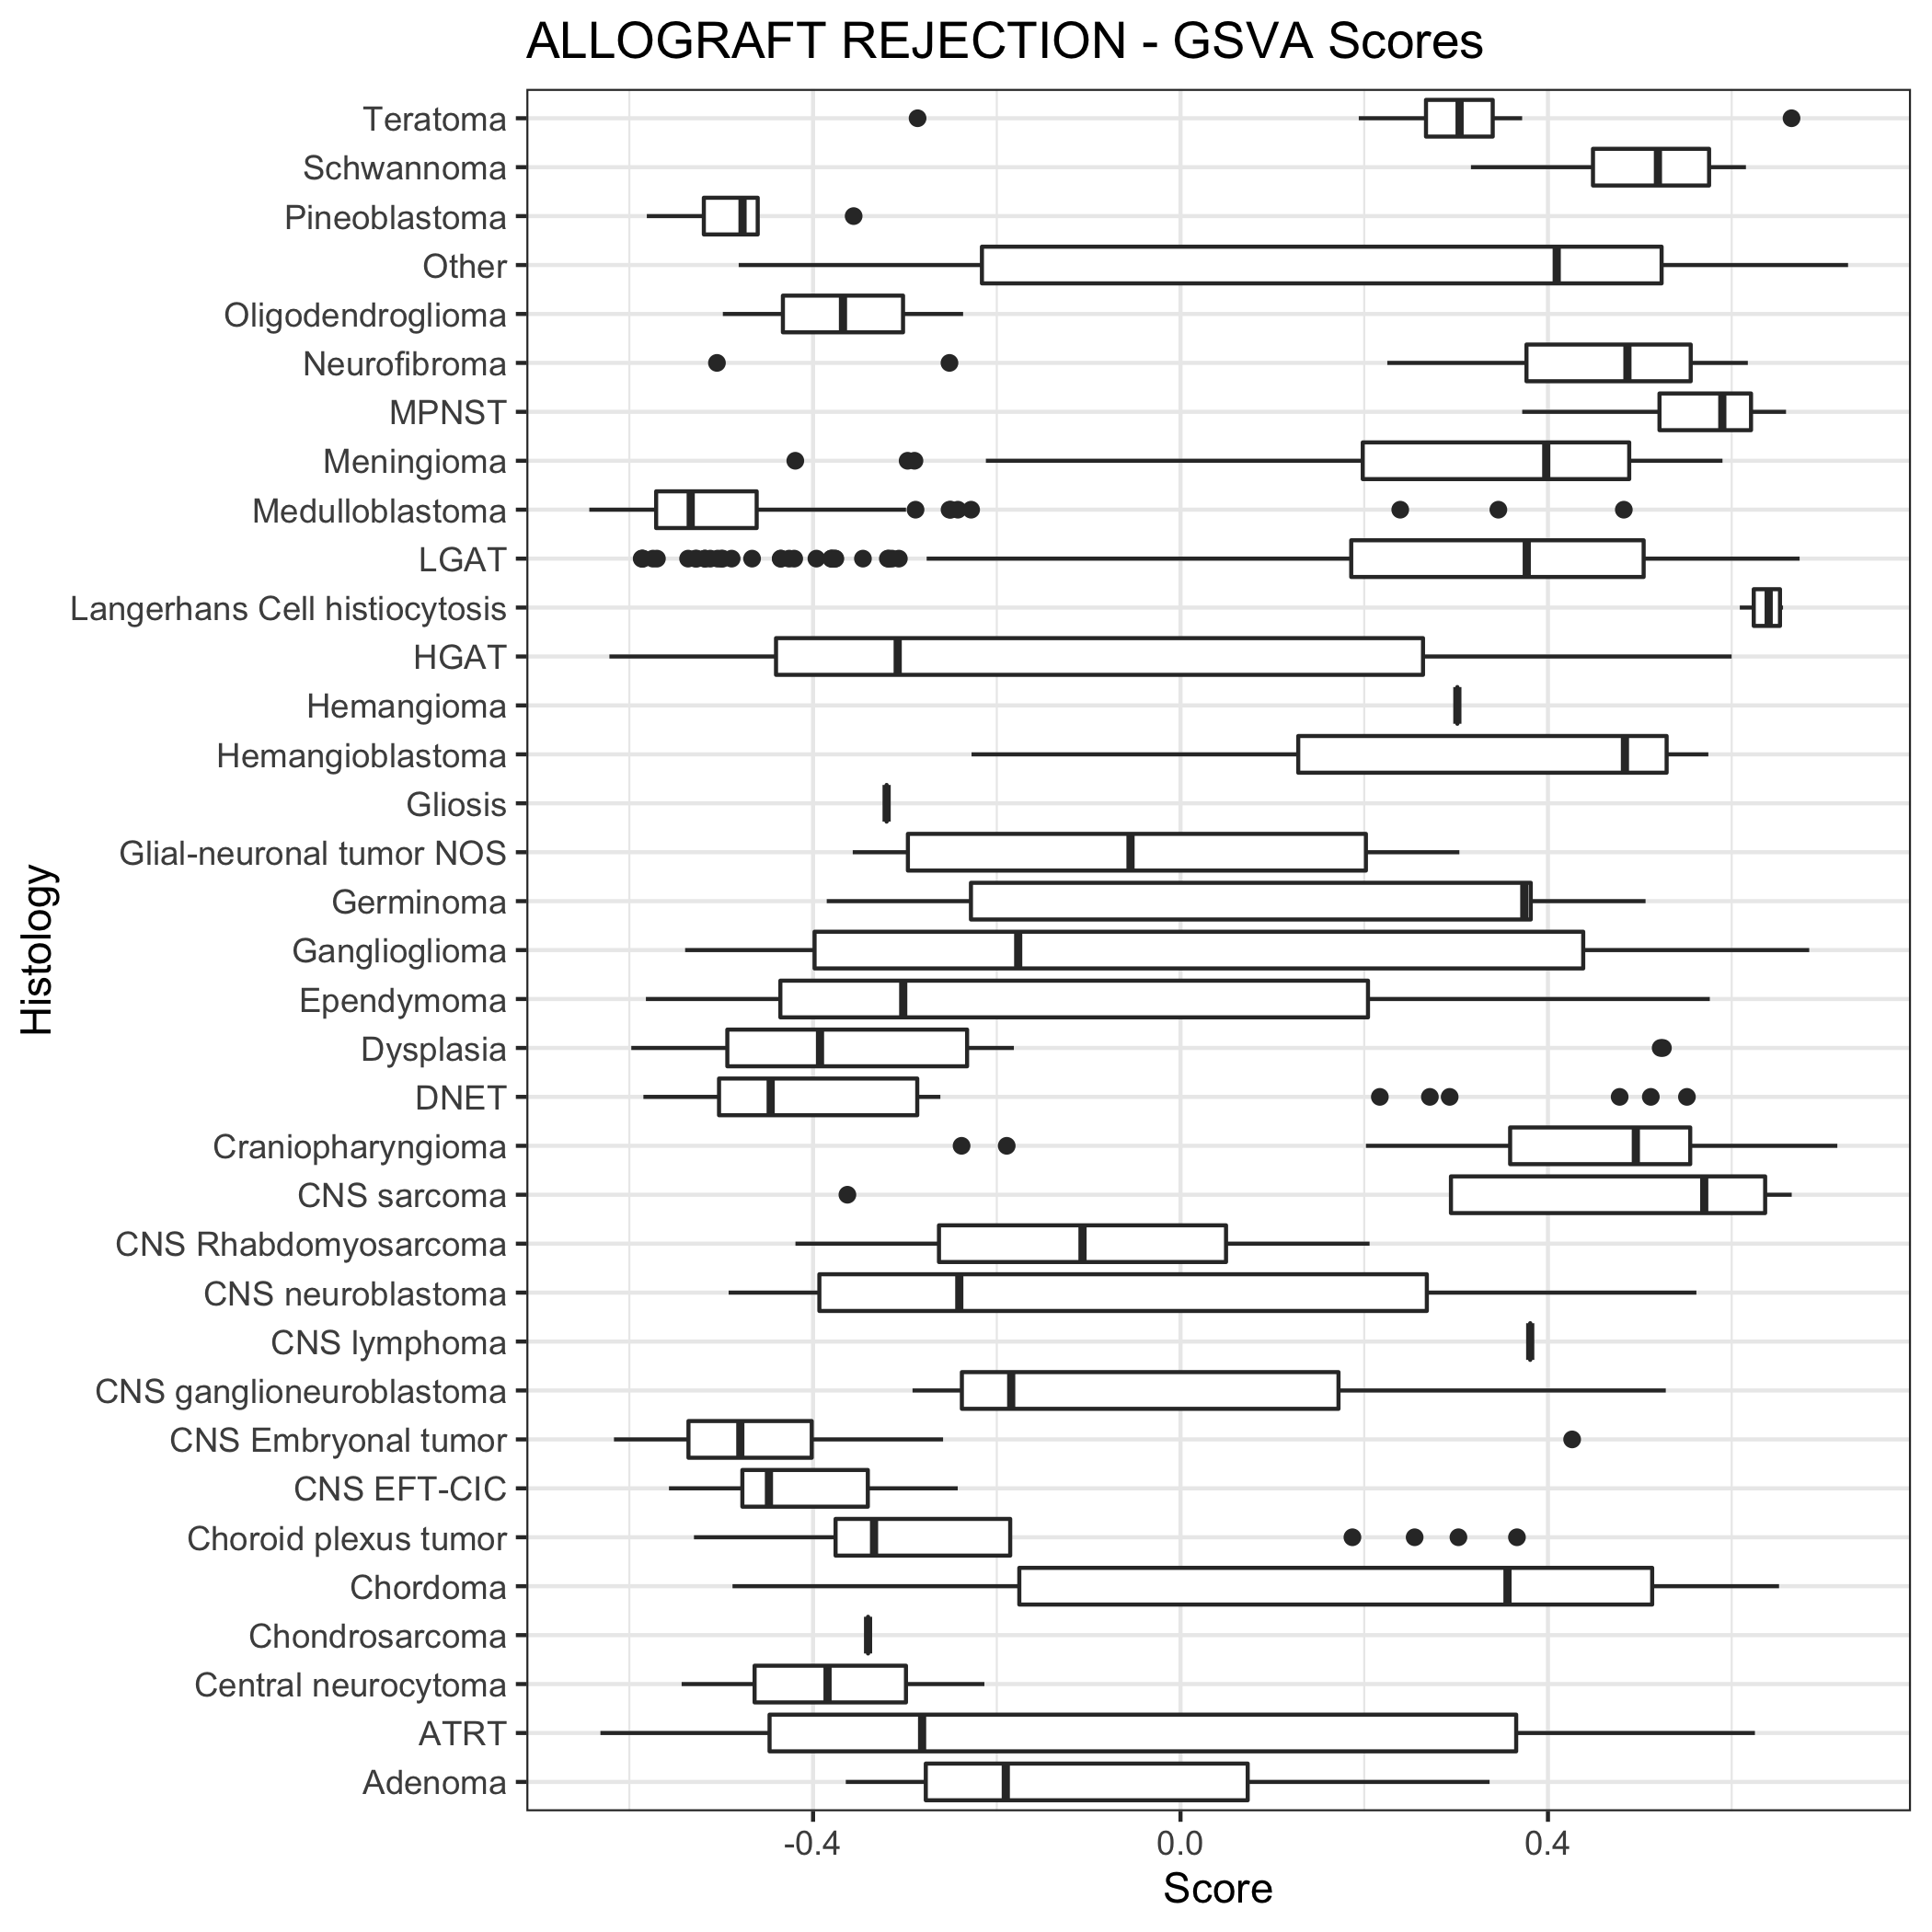 ALLOGRAFT REJECTION - GSVA Scores
Histology
Teratoma
Schwannoma
Pineoblastoma
Other
Oligodendroglioma
Neurofibroma
MPNST
Meningioma
Medulloblastoma
LGAT
Langerhans Cell histiocytosis
HGAT
Hemangioma
Hemangioblastoma
Gliosis
Glial-neuronal tumor NOS
Germinoma
Ganglioglioma
Ependymoma
Dysplasia
DNET
Craniopharyngioma
CNS sarcoma
CNS Rhabdomyosarcoma
CNS neuroblastoma
CNS lymphoma
CNS ganglioneuroblastoma
CNS Embryonal tumor
CNS EFT-CIC
Choroid plexus tumor
Chordoma
Chondrosarcoma
Central neurocytoma
ATRT
Adenoma
-0.4 0.0 0.4
Score